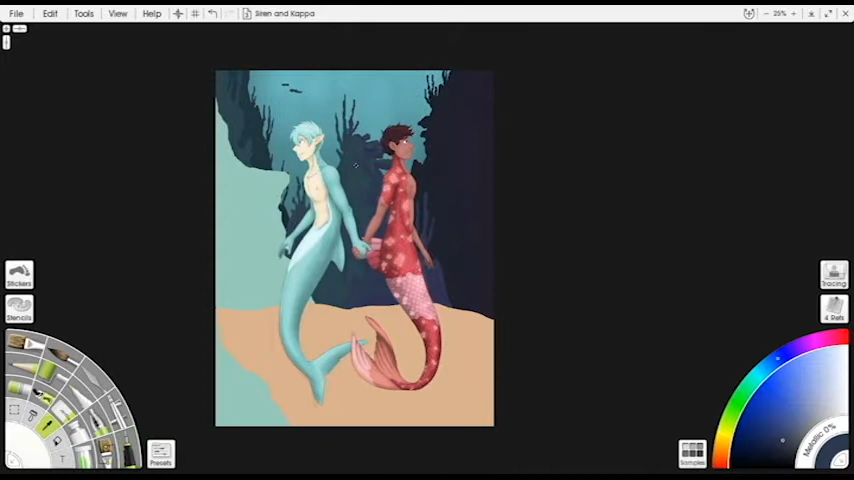 File Edit Tools View Help Siren and Kappa 25%
Stickers
Stencils
Presets
T
Tracing
4 Refs
Metallic 0%
Samples